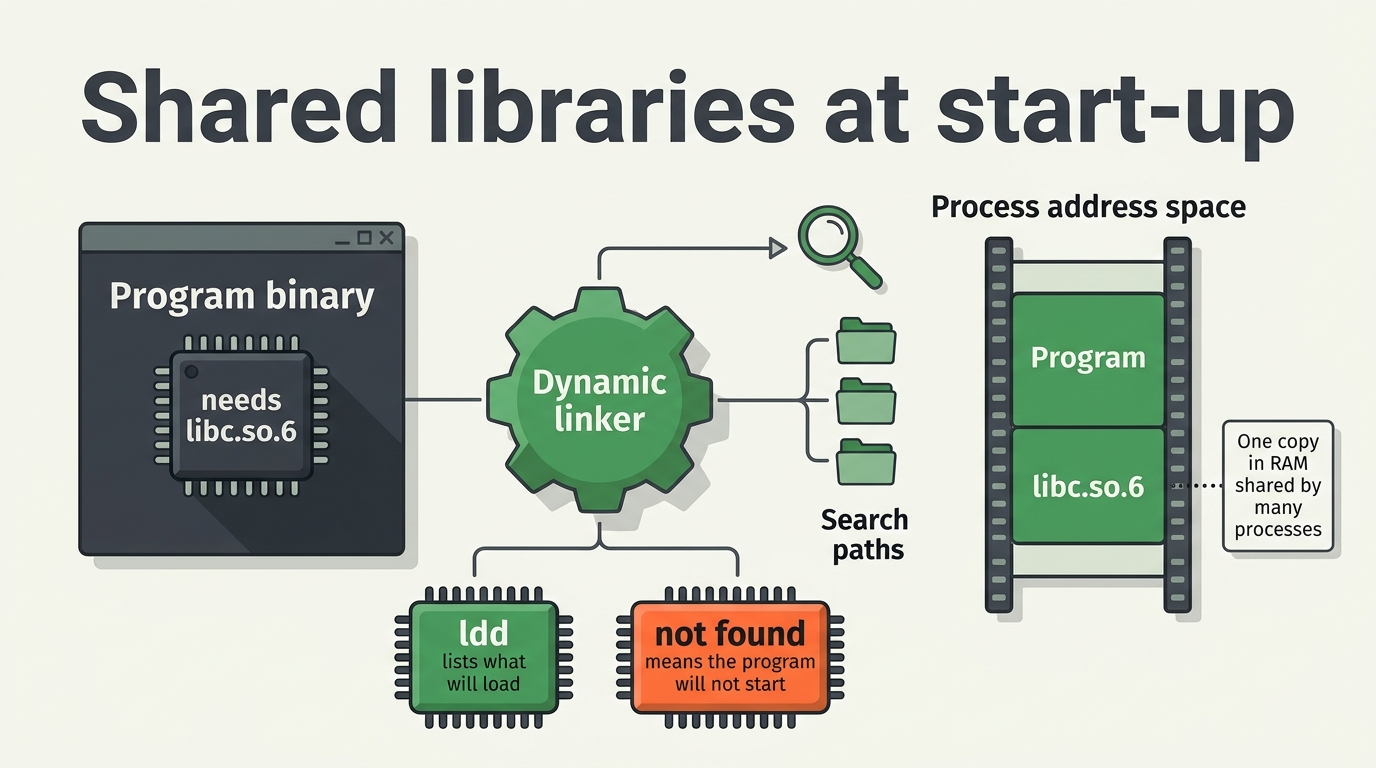 Shared libraries at start-up
Program binary
needs
libc.so.6
Dynamic
linker
Search
paths
ldd
lists what
will load
not found
means the program
will not start
Process address space
Program
libc.so.6
One copy
in RAM
shared by
many
processes